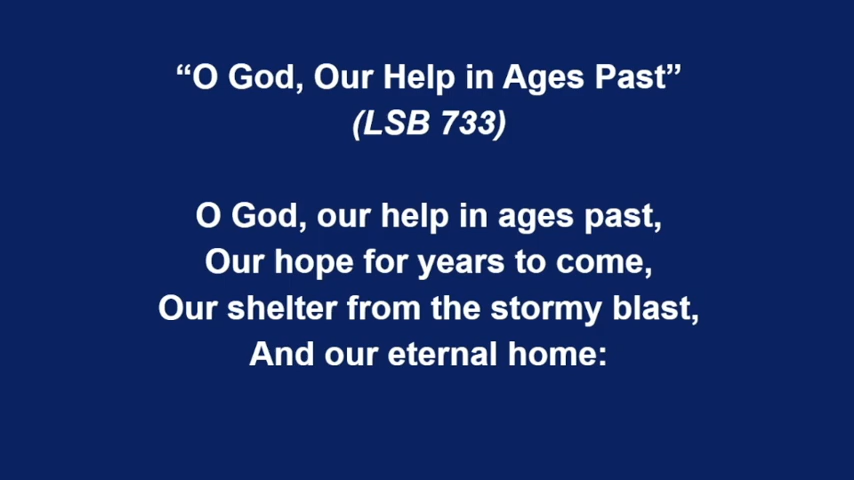 “O God, Our Help in Ages Past”
(LSB 733)
O God, our help in ages past,
Our hope for years to come,
Our shelter from the stormy blast,
And our eternal home: